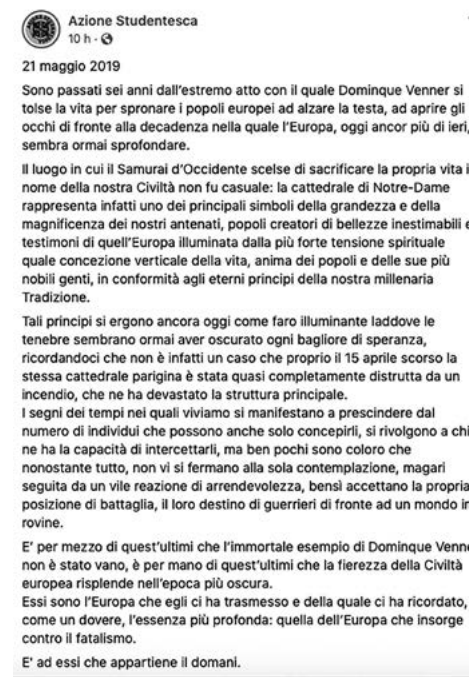 Azione Studentesca
10 h ·
21 maggio 2019
Sono passati sei anni dall'estremo atto con il quale Dominque Venner si
tolse la vita per spronare i popoli europei ad alzare la testa, ad aprire gli
occhi di fronte alla decadenza nella quale l'Europa, oggi ancor più di ieri,
sembra ormai sprofondare.
Il luogo in cui il Samurai d'Occidente scelse di sacrificare la propria vita i
nome della nostra Civiltà non fu casuale: la cattedrale di Notre-Dame
rappresenta infatti uno dei principali simboli della grandezza e della
magnificenza dei nostri antenati, popoli creatori di bellezze inestimabili e
testimoni di quell'Europa illuminata dalla più forte tensione spirituale
quale concezione verticale della vita, anima dei popoli e delle sue più
nobili genti, in conformità agli eterni principi della nostra millenaria
Tradizione.
Tali principi si ergono ancora oggi come faro illuminante laddove le
tenebre sembrano ormai aver oscurato ogni bagliore di speranza,
ricordandoci che non è infatti un caso che proprio il 15 aprile scorso la
stessa cattedrale parigina è stata quasi completamente distrutta da un
incendio, che ne ha devastato la struttura principale.
I segni dei tempi nei quali viviamo si manifestano a prescindere dal
numero di individui che possono anche solo concepirli, si rivolgono a chi
ne ha la capacità di intercettarli, ma ben pochi sono coloro che
nonostante tutto, non vi si fermano alla sola contemplazione, magari
seguita da un vile reazione di arrendevolezza, bensì accettano la propria
posizione di battaglia, il loro destino di guerrieri di fronte ad un mondo in
rovine.
E' per mezzo di quest'ultimi che l'immortale esempio di Dominque Venne
non è stato vano, è per mano di quest'ultimi che la fierezza della Civiltà
europea risplende nell'epoca più oscura.
Essi sono l'Europa che egli ci ha trasmesso e della quale ci ha ricordato,
come un dovere, l'essenza più profonda: quella dell'Europa che insorge
contro il fatalismo.
E' ad essi che appartiene il domani.